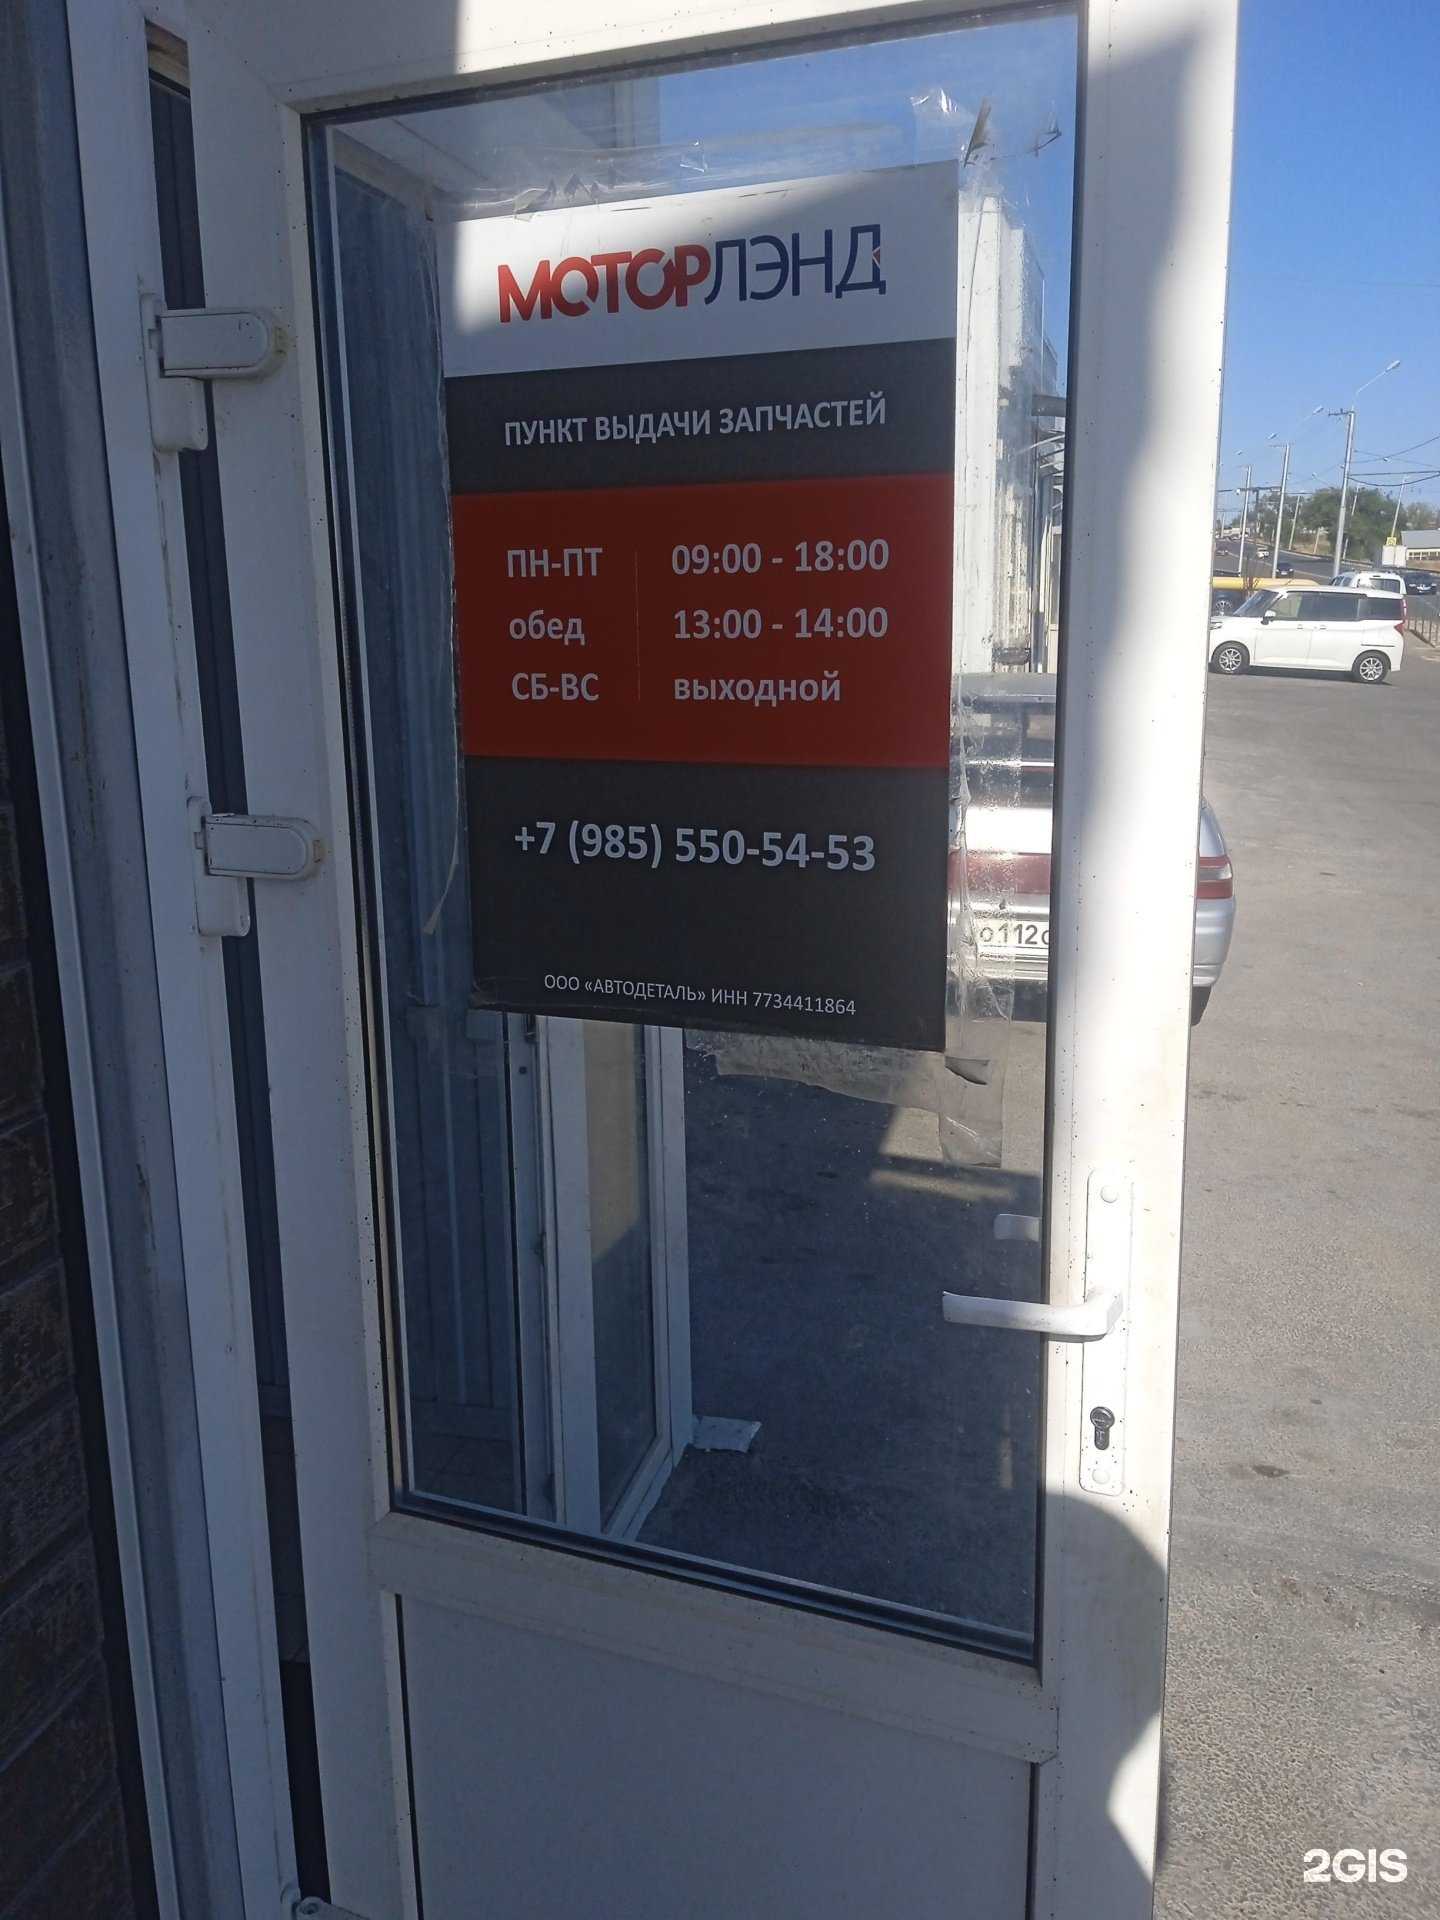 МОТОРЛЭНД
ПУНКТ ВЫДАЧИ ЗАПЧАСТЕЙ
ПН-ПТ 09:00 - 18:00
обед 13:00 - 14:00
СБ-ВС выходной
+7 (985) 550-54-53
о112с
ООО «АВТОДЕТАЛЬ» ИНН 7734411864
2GIS